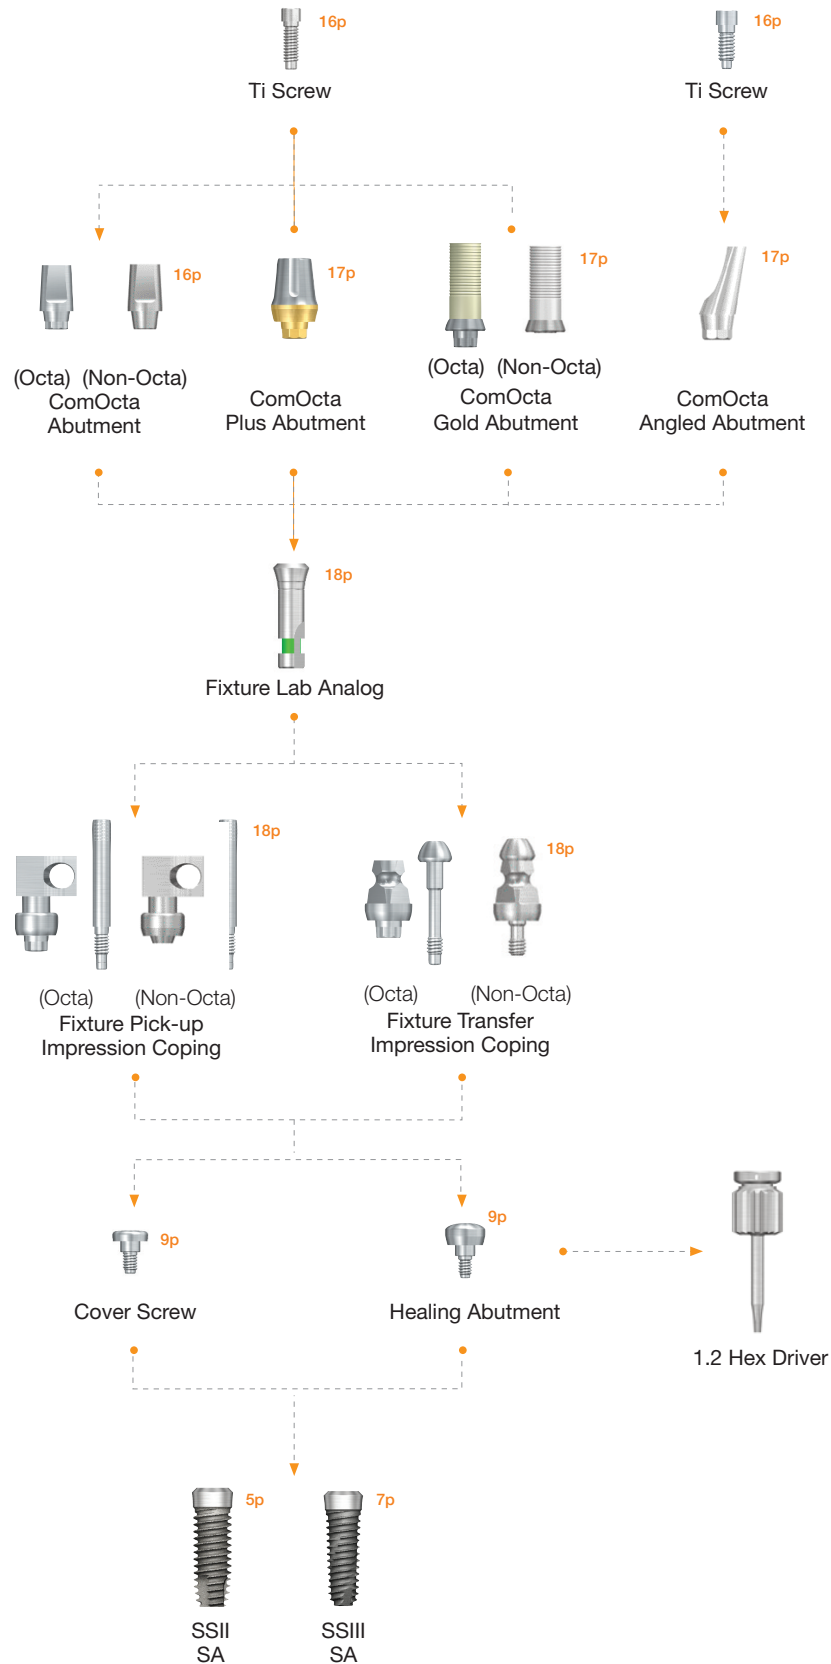 16p
16p
Ti Screw
Ti Screw
16p
17p
17p
17p
(Octa) (Non-Octa)
ComOcta
Abutment
ComOcta
Plus Abutment
(Octa) (Non-Octa)
ComOcta
Gold Abutment
ComOcta
Angled Abutment
18p
Fixture Lab Analog
18p
18p
(Octa) (Non-Octa)
Fixture Pick-up
Impression Coping
(Octa) (Non-Octa)
Fixture Transfer
Impression Coping
9p
9p
Cover Screw
Healing Abutment
1.2 Hex Driver
5p
7p
SSII
SA
SSIII
SA